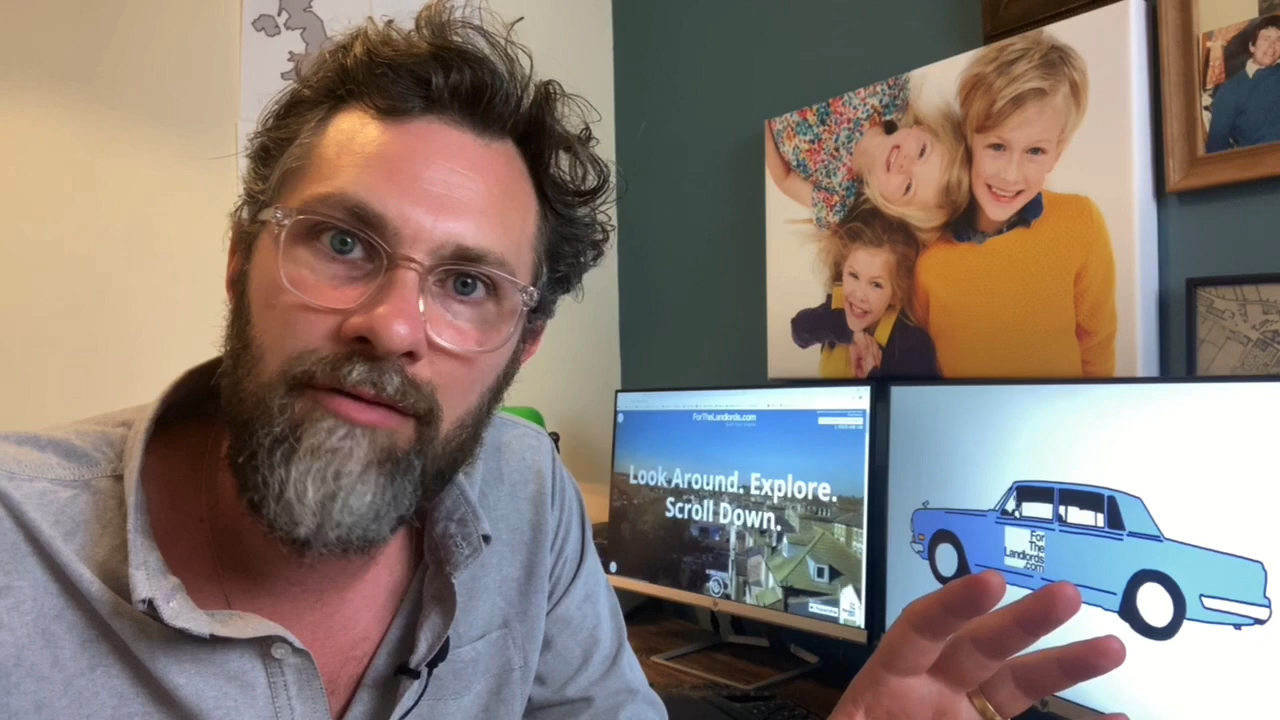 ForTheLandlords.com
Look Around. Explore.
Scroll Down.
For
The
Landlords
.com